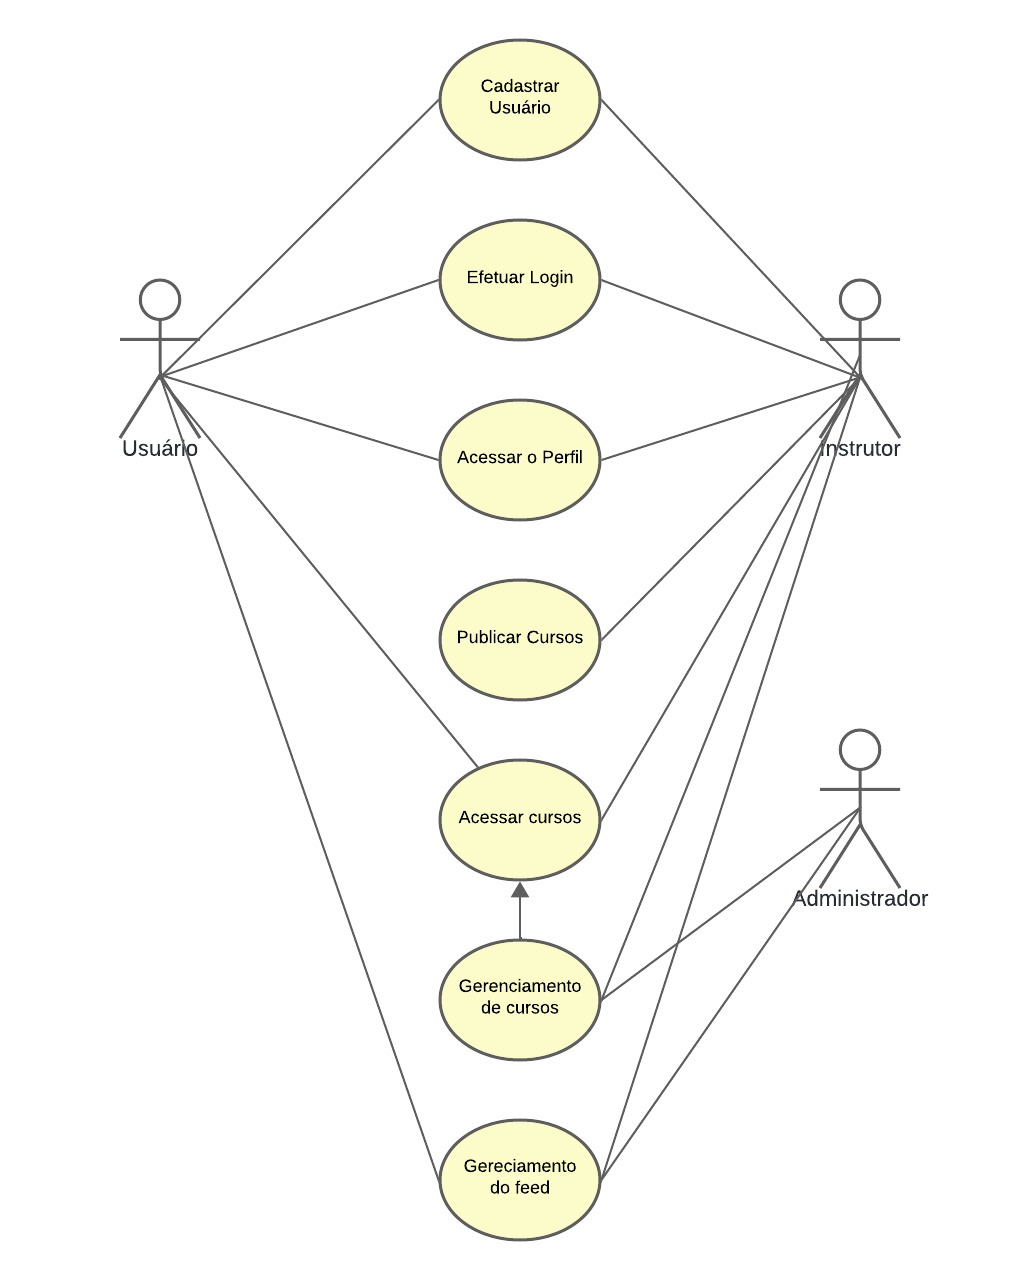 Cadastrar
Usuário
Efetuar Login
Usuário
Instrutor
Acessar o Perfil
Publicar Cursos
Acessar cursos
Administrador
Gerenciamento
de cursos
Gereciamento
do feed